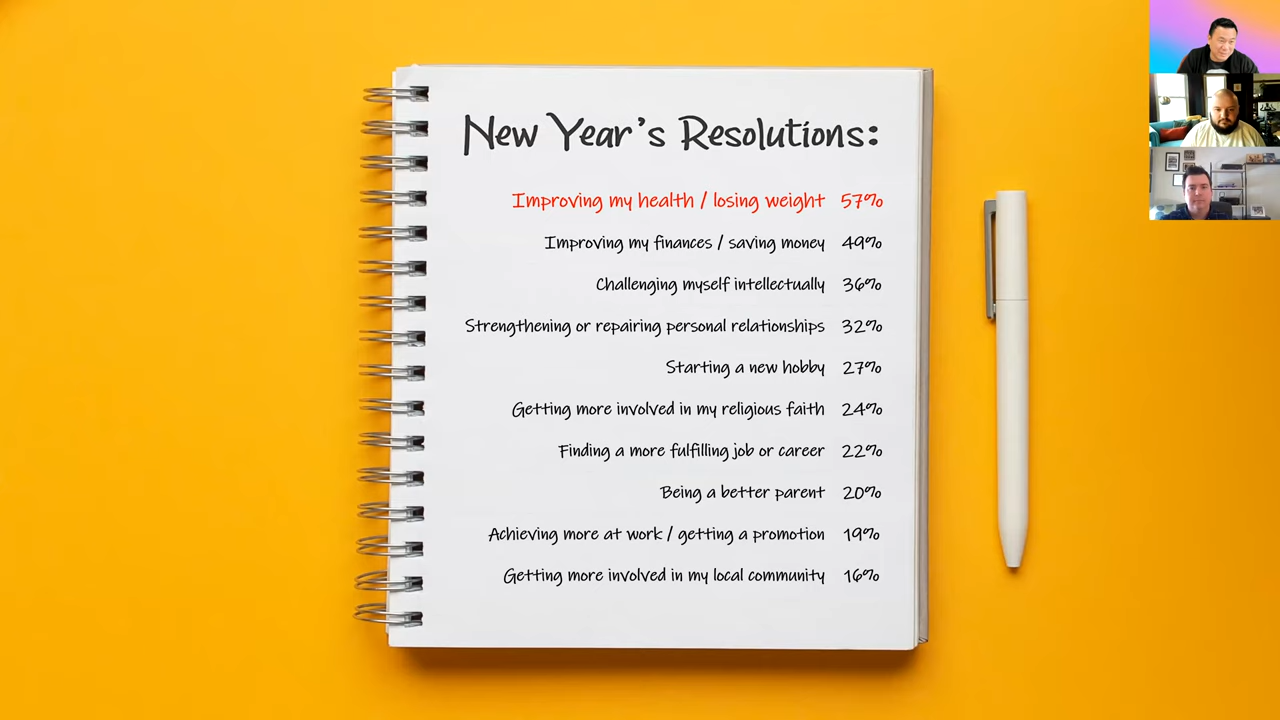 New Year's Resolutions:
Improving my health / losing weight 57%
Improving my finances / saving money 49%
Challenging myself intellectually 36%
Strengthening or repairing personal relationships 32%
Starting a new hobby 27%
Getting more involved in my religious faith 24%
Finding a more fulfilling job or career 22%
Being a better parent 20%
Achieving more at work / getting a promotion 19%
Getting more involved in my local community 16%